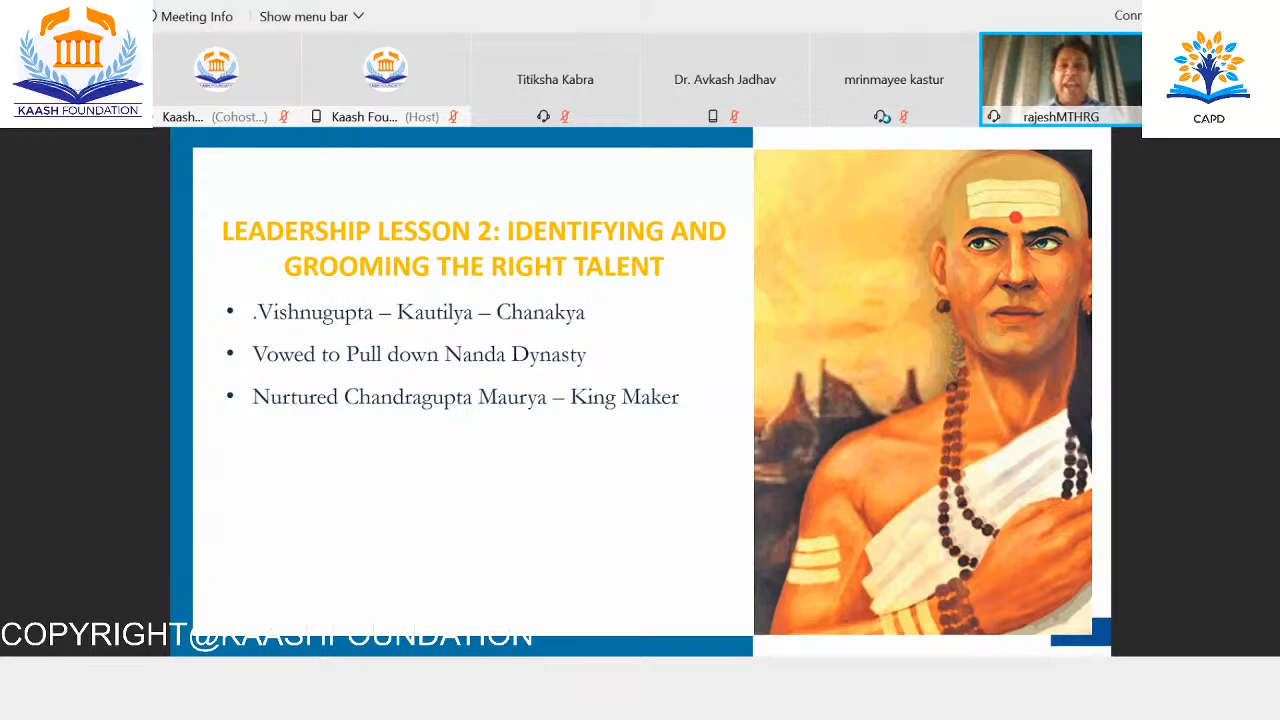 Meeting Info
Show menu bar
Conn
KAASH FOUNDATION
CAPD
Titiksha Kabra
Dr. Avkash Jadhav
mrinmayee kastur
Kaash... (Cohost...)
Kaash Fou... (Host)
rajeshMTHRG
LEADERSHIP LESSON 2: IDENTIFYING AND
GROOMING THE RIGHT TALENT
• .Vishnugupta – Kautilya – Chanakya
• Vowed to Pull down Nanda Dynasty
• Nurtured Chandragupta Maurya – King Maker
COPYRIGHT@KAASHFOUNDATION